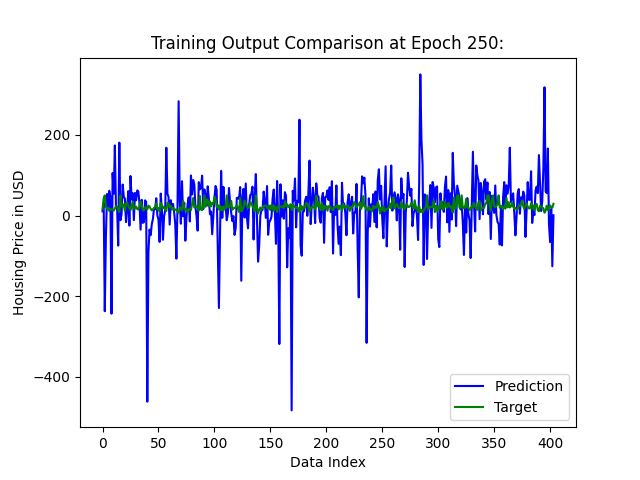 Training Output Comparison at Epoch 250:
Housing Price in USD
200
0
−200
−400
0 50 100 150 200 250 300 350 400
Data Index
Prediction
Target